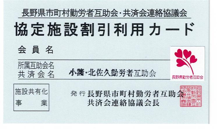 長野県市町村勤労者互助会・共済会連絡協議会
協定施設割引利用カード
会員名
所属互助会名
共済会名
小諸・北佐久勤労者互助会
施設共有化
事業
発行 長野県市町村勤労者互助会
共済会連絡協議会長